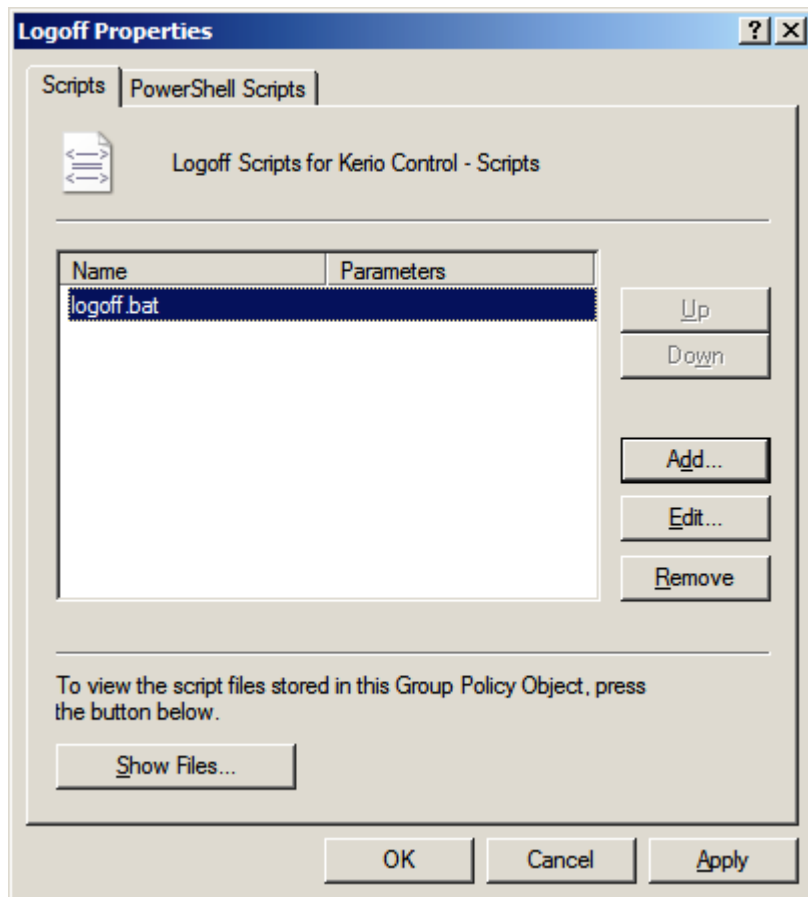 Logoff Properties
Scripts
PowerShell Scripts
Logoff Scripts for Kerio Control - Scripts
Name Parameters
logoff.bat
Up
Down
Add...
Edit...
Remove
To view the script files stored in this Group Policy Object, press
the button below.
Show Files...
OK Cancel Apply